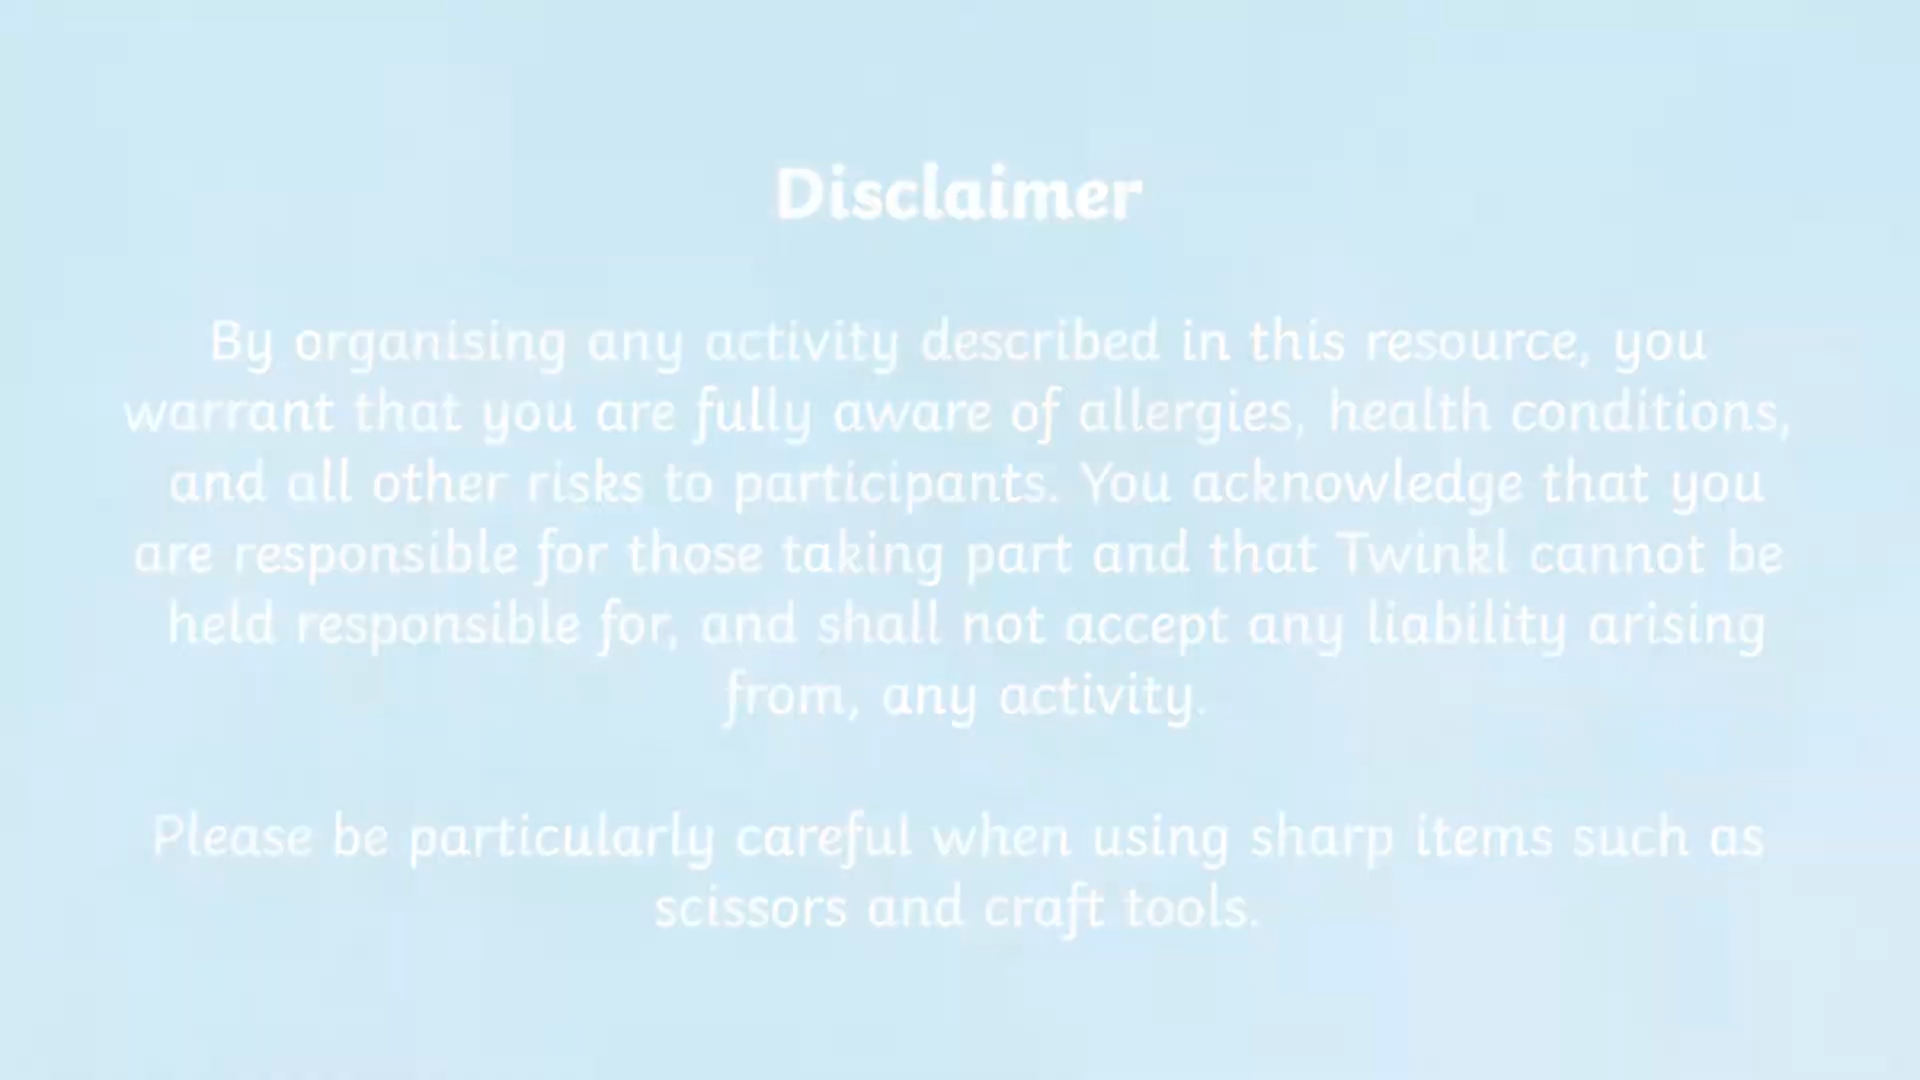 Disclaimer
By organising any activity described in this resource, you
warrant that you are fully aware of allergies, health conditions,
and all other risks to participants. You acknowledge that you
are responsible for those taking part and that Twinkl cannot be
held responsible for, and shall not accept any liability arising
from, any activity.
Please be particularly careful when using sharp items such as
scissors and craft tools.